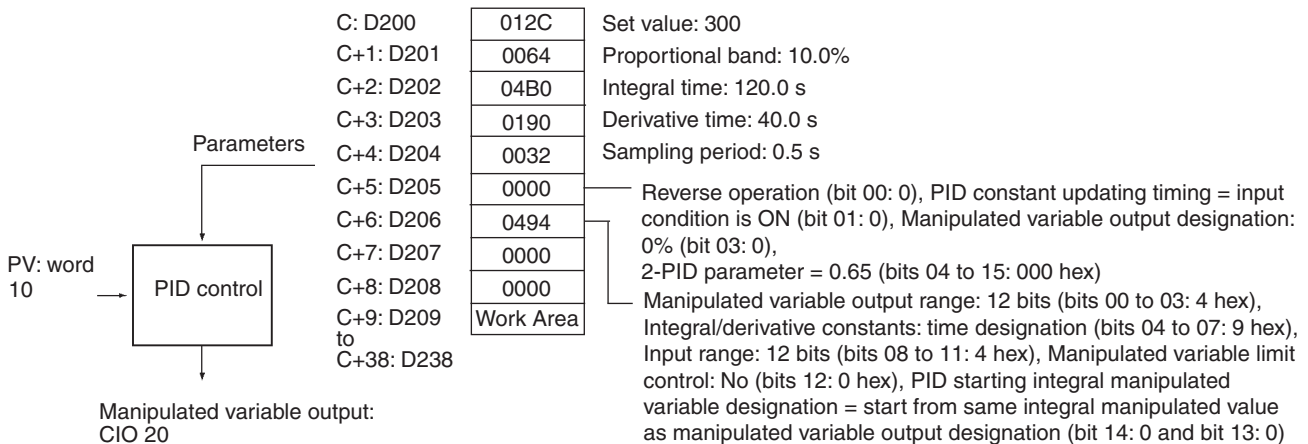 C: D200 012C Set value: 300
C+1: D201 0064 Proportional band: 10.0%
C+2: D202 04B0 Integral time: 120.0 s
C+3: D203 0190 Derivative time: 40.0 s
Parameters
C+4: D204 0032 Sampling period: 0.5 s
C+5: D205 0000
C+6: D206 0494
C+7: D207 0000
C+8: D208 0000
C+9: D209 Work Area
to
C+38: D238
Reverse operation (bit 00: 0), PID constant updating timing = input
condition is ON (bit 01: 0), Manipulated variable output designation:
0% (bit 03: 0),
2-PID parameter = 0.65 (bits 04 to 15: 000 hex)
Manipulated variable output range: 12 bits (bits 00 to 03: 4 hex),
Integral/derivative constants: time designation (bits 04 to 07: 9 hex),
Input range: 12 bits (bits 08 to 11: 4 hex), Manipulated variable limit
control: No (bits 12: 0 hex), PID starting integral manipulated
variable designation = start from same integral manipulated value
as manipulated variable output designation (bit 14: 0 and bit 13: 0)
PV: word
10
PID control
Manipulated variable output:
CIO 20